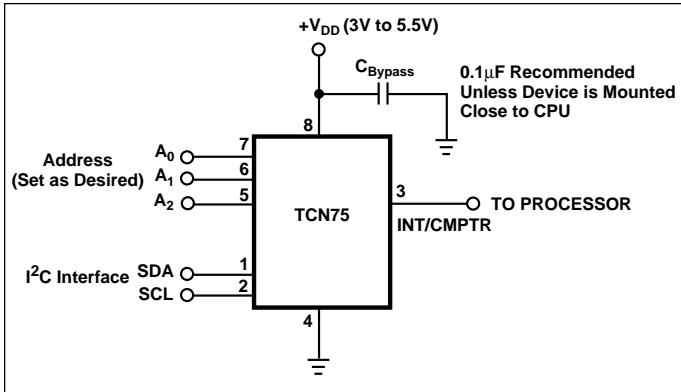 +VDD (3V to 5.5V)
CBypass
0.1µF Recommended
Unless Device is Mounted
Close to CPU
8
Address
(Set as Desired)
A0
7
A1
6
A2
5
TCN75
3
TO PROCESSOR
INT/CMPTR
I2C Interface
SDA
1
SCL
2
4